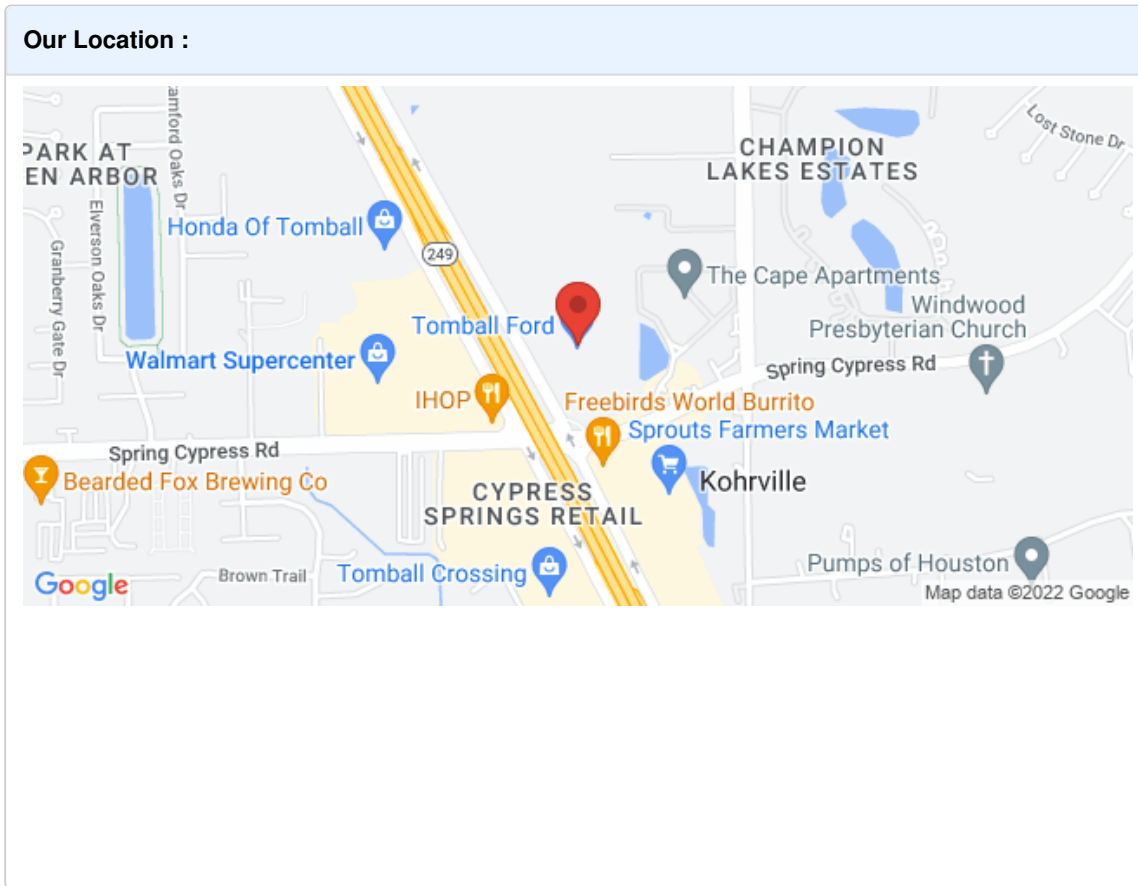 Our Location :
PARK AT
EN ARBOR
amford Oaks Dr
Elverson Oaks Dr
Granberry Gate Dr
Honda Of Tomball
249
CHAMPION
LAKES ESTATES
Lost Stone Dr
The Cape Apartments
Windwood
Presbyterian Church
Tomball Ford
Walmart Supercenter
Spring Cypress Rd
IHOP
Freebirds World Burrito
Sprouts Farmers Market
Spring Cypress Rd
Bearded Fox Brewing Co
Kohrville
CYPRESS
SPRINGS RETAIL
Pumps of Houston
Tomball Crossing
Brown Trail
Google
Map data ©2022 Google